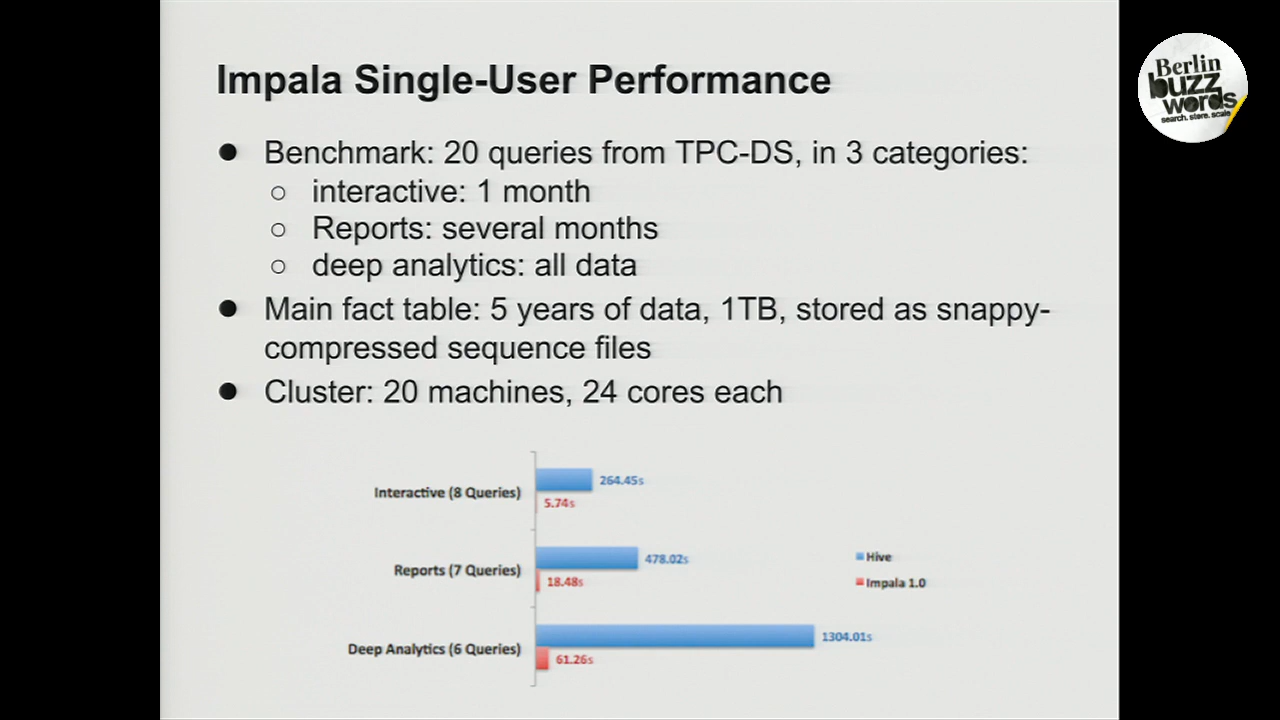 Impala Single-User Performance
Berlin
buzz
words
search. store. scale
● Benchmark: 20 queries from TPC-DS, in 3 categories:
○ interactive: 1 month
○ Reports: several months
○ deep analytics: all data
● Main fact table: 5 years of data, 1TB, stored as snappy-
compressed sequence files
● Cluster: 20 machines, 24 cores each
Interactive (8 Queries)
264.45s
5.74s
Reports (7 Queries)
478.02s
18.48s
Hive
Impala 1.0
Deep Analytics (6 Queries)
1304.01s
61.26s